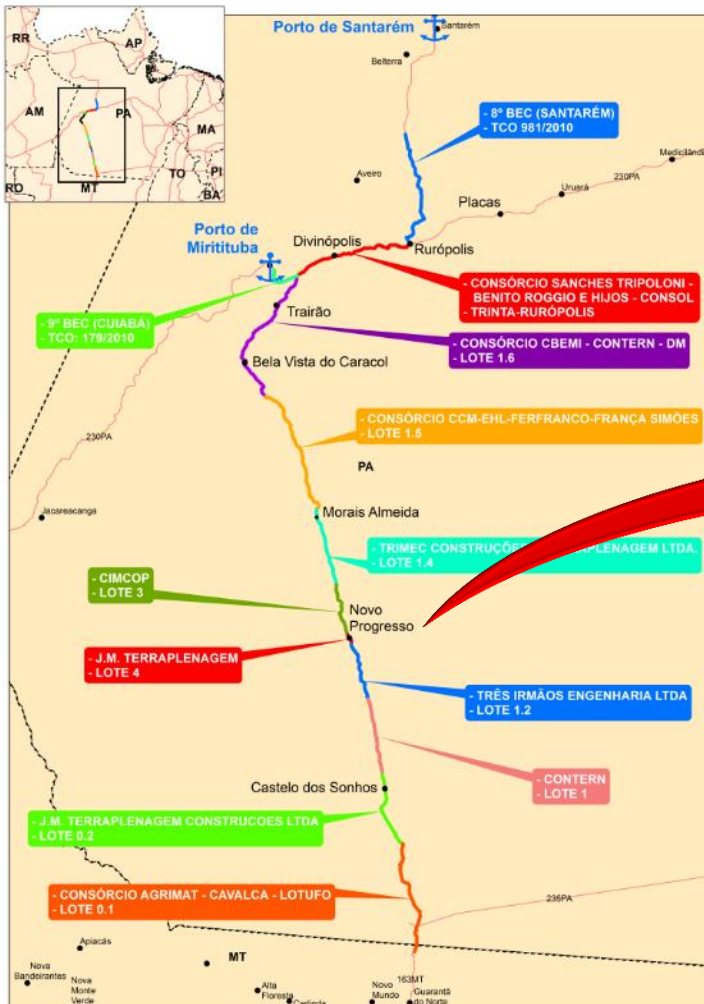 Porto de Santarém
Santarém
Belterra
RR
AP
AM
PA
MA
TO
PI
RO
MT
BA
- 8º BEC (SANTARÉM)
- TCO 981/2010
Medicilândia
Aveiro
Uruará
230PA
Placas
Porto de
Miritituba
Divinópolis
Rurópolis
- CONSÓRCIO SANCHES TRIPOLONI -
- BENITO ROGGIO E HIJOS - CONSOL
- TRINTA-RURÓPOLIS
- 9º BEC (CUIABÁ)
- TCO: 179/2010
Trairão
- CONSÓRCIO CBEMI - CONTERN - DM
- LOTE 1.6
Bela Vista do Caracol
- CONSÓRCIO CCM-EHL-FERFRANCO-FRANÇA SIMÕES
- LOTE 1.5
230PA
PA
Jacareacanga
Morais Almeida
- TRIMEC CONSTRUÇÕE
APLENAGEM LTDA.
- LOTE 1.4
- CIMCOP
- LOTE 3
Novo
Progresso
- J.M. TERRAPLENAGEM
- LOTE 4
- TRÊS IRMÃOS ENGENHARIA LTDA
- LOTE 1.2
- CONTERN
- LOTE 1
Castelo dos Sonhos
- J.M. TERRAPLENAGEM CONSTRUCOES LTDA
- LOTE 0.2
- CONSÓRCIO AGRIMAT - CAVALCA - LOTUFO
- LOTE 0.1
235PA
Apiacás
MT
163MT
Nova
Bandeirantes
Nova
Monte
Verde
Alta
Floresta
Carlinda
Novo
Mundo
Guarantã
do Norte